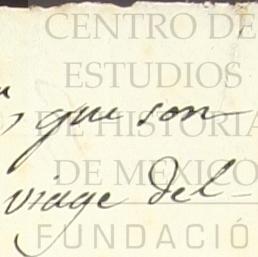 CENTRO DE
ESTUDIOS
, que son
DE HISTORIA
DE MEXICO
viage del-
FUNDACIÓ